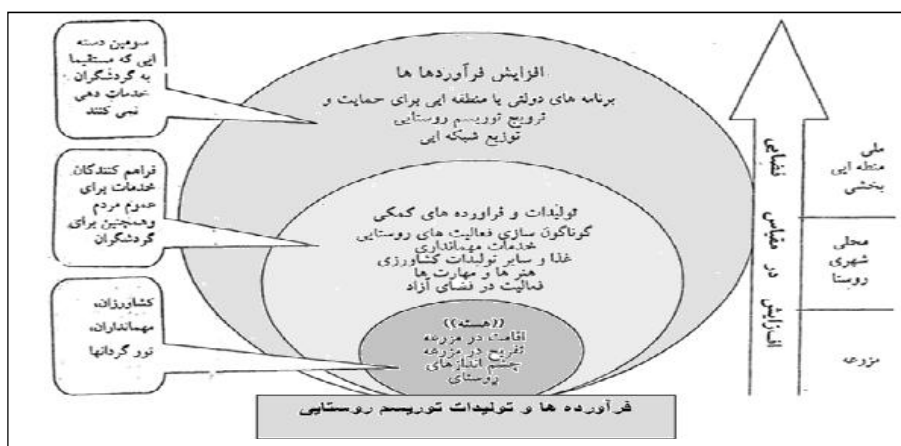 سومین دسته
ایی که مستقیما
به گردشگران
خدمات دهی
نمی کنند
افزایش فرآوردها ها
برنامه های دولتی یا منطقه ایی برای حمایت و
ترویج توریسم روستایی
توزیع شبکه ایی
فراهم کنندگان
خدمات برای
عموم مردم
وهمچنین برای
گردشگران
تولیدات و فراورده های کمکی
گوناگون سازی فعالیت های روستایی
خدمات مهمانداری
غذا و سایر تولیدات کشاورزی
هنر ها و مهارت ها
فعالیت در فضای آزاد
کشاورزان،
مهمانداران،
تور گردانها
((هسته))
اقامت در مزرعه
تفریح در مزرعه
چشم اندازهای
روستای
فرآورده ها و تولیدات توریسم روستایی
افزایش در مقیاس فضایی
ملی
منطه ایی
بخشی
محلی
شهری
روستا
مزرعه